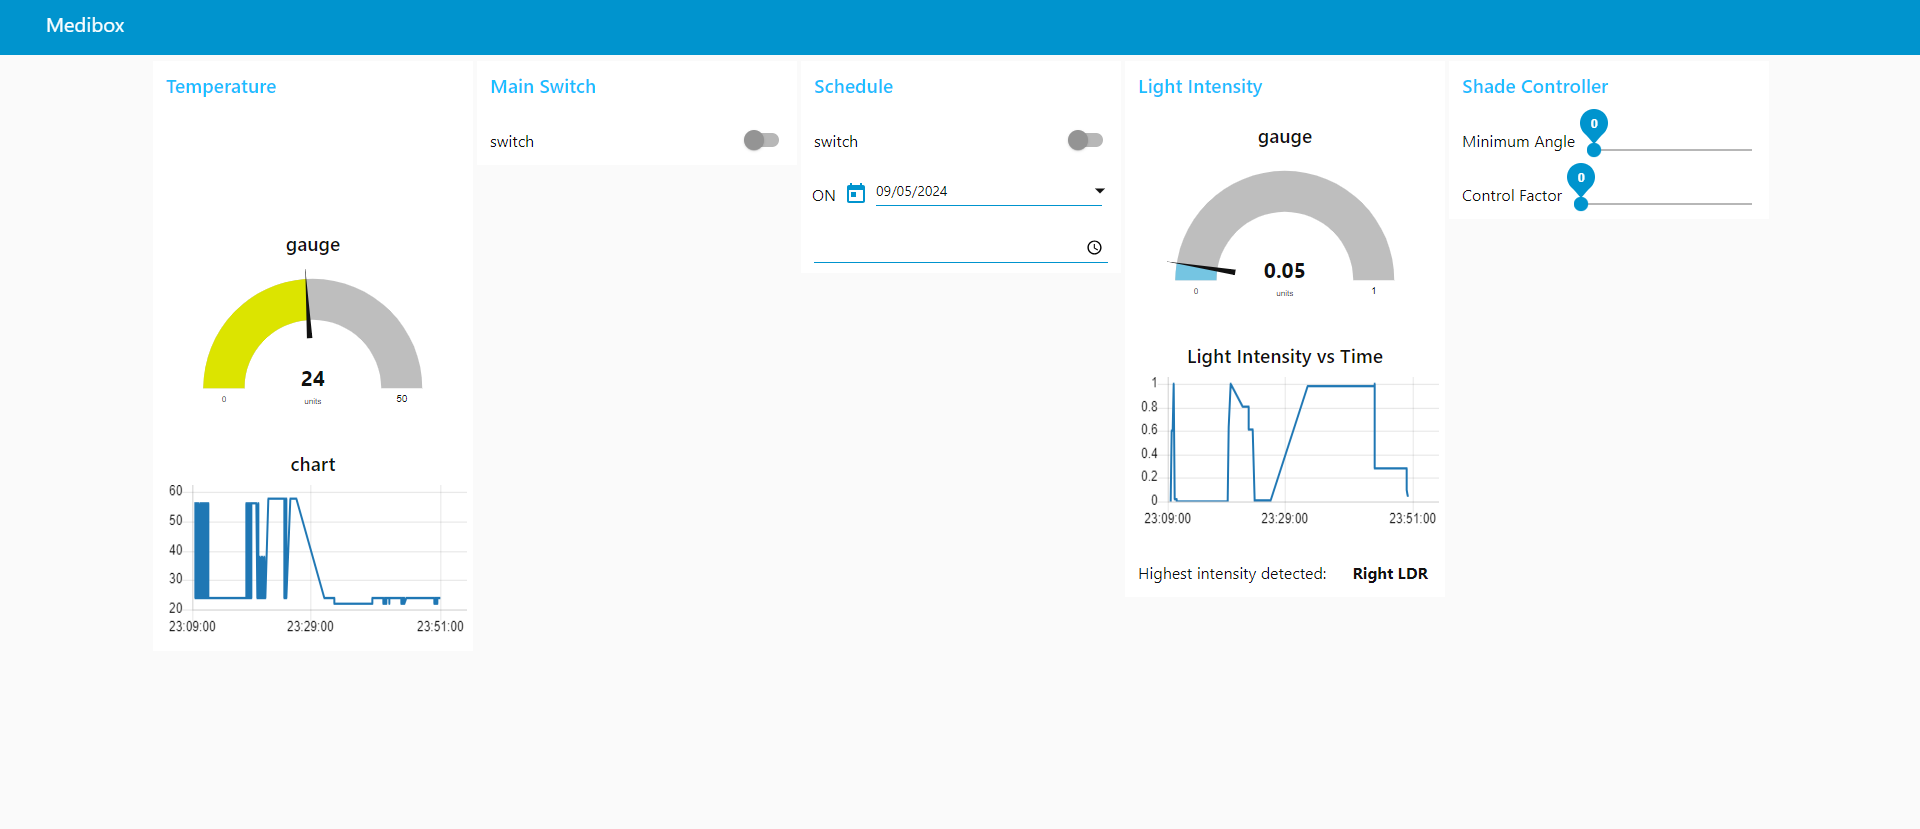 Medibox
Temperature
gauge
24
0
units
50
chart
60
50
40
30
20
23:09:00 23:29:00 23:51:00
Main Switch
switch
Schedule
switch
ON 09/05/2024
Light Intensity
gauge
0.05
0
units
1
Light Intensity vs Time
1
0.8
0.6
0.4
0.2
0
23:09:00 23:29:00 23:51:00
Highest intensity detected: Right LDR
Shade Controller
0
Minimum Angle
0
Control Factor